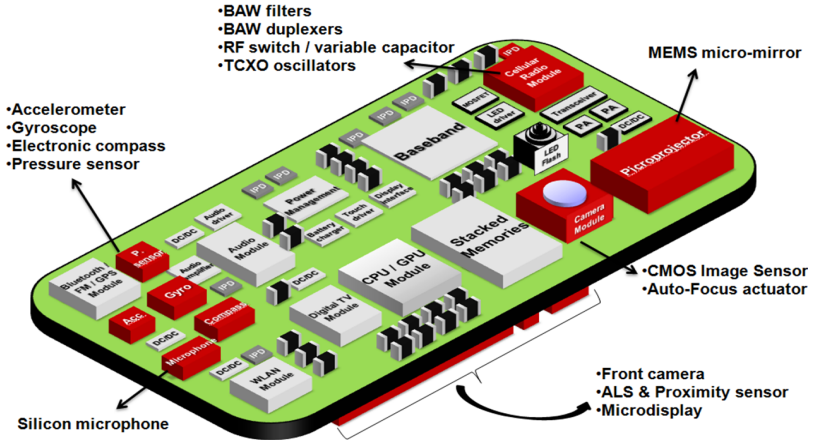 •BAW filters
•BAW duplexers
•RF switch / variable capacitor
•TCXO oscillators
MEMS micro-mirror
•Accelerometer
•Gyroscope
•Electronic compass
•Pressure sensor
IPD
Cellular
Radio
Module
IPD
IPD
IPD
MOSFET
LED
driver
Transceiver
PA
PA
DC/DC
Baseband
LED
Flash
Picroprojector
IPD
IPD
Power
Management
Display
interface
Touch
driver
Battery
charger
Camera
Module
Stacked
Memories
Audio driver
DC/DC
Audio
Module
P.
sensor
Bluetooth /
FM / GPS
Module
Audio
amplifier
Gyro
IPD
DC/DC
CPU / GPU
Module
Digital TV
Module
Acc.
Compass
DC/DC
Microphone
DC/DC
IPD
WLAN
Module
•CMOS Image Sensor
•Auto-Focus actuator
•Front camera
•ALS & Proximity sensor
•Microdisplay
Silicon microphone